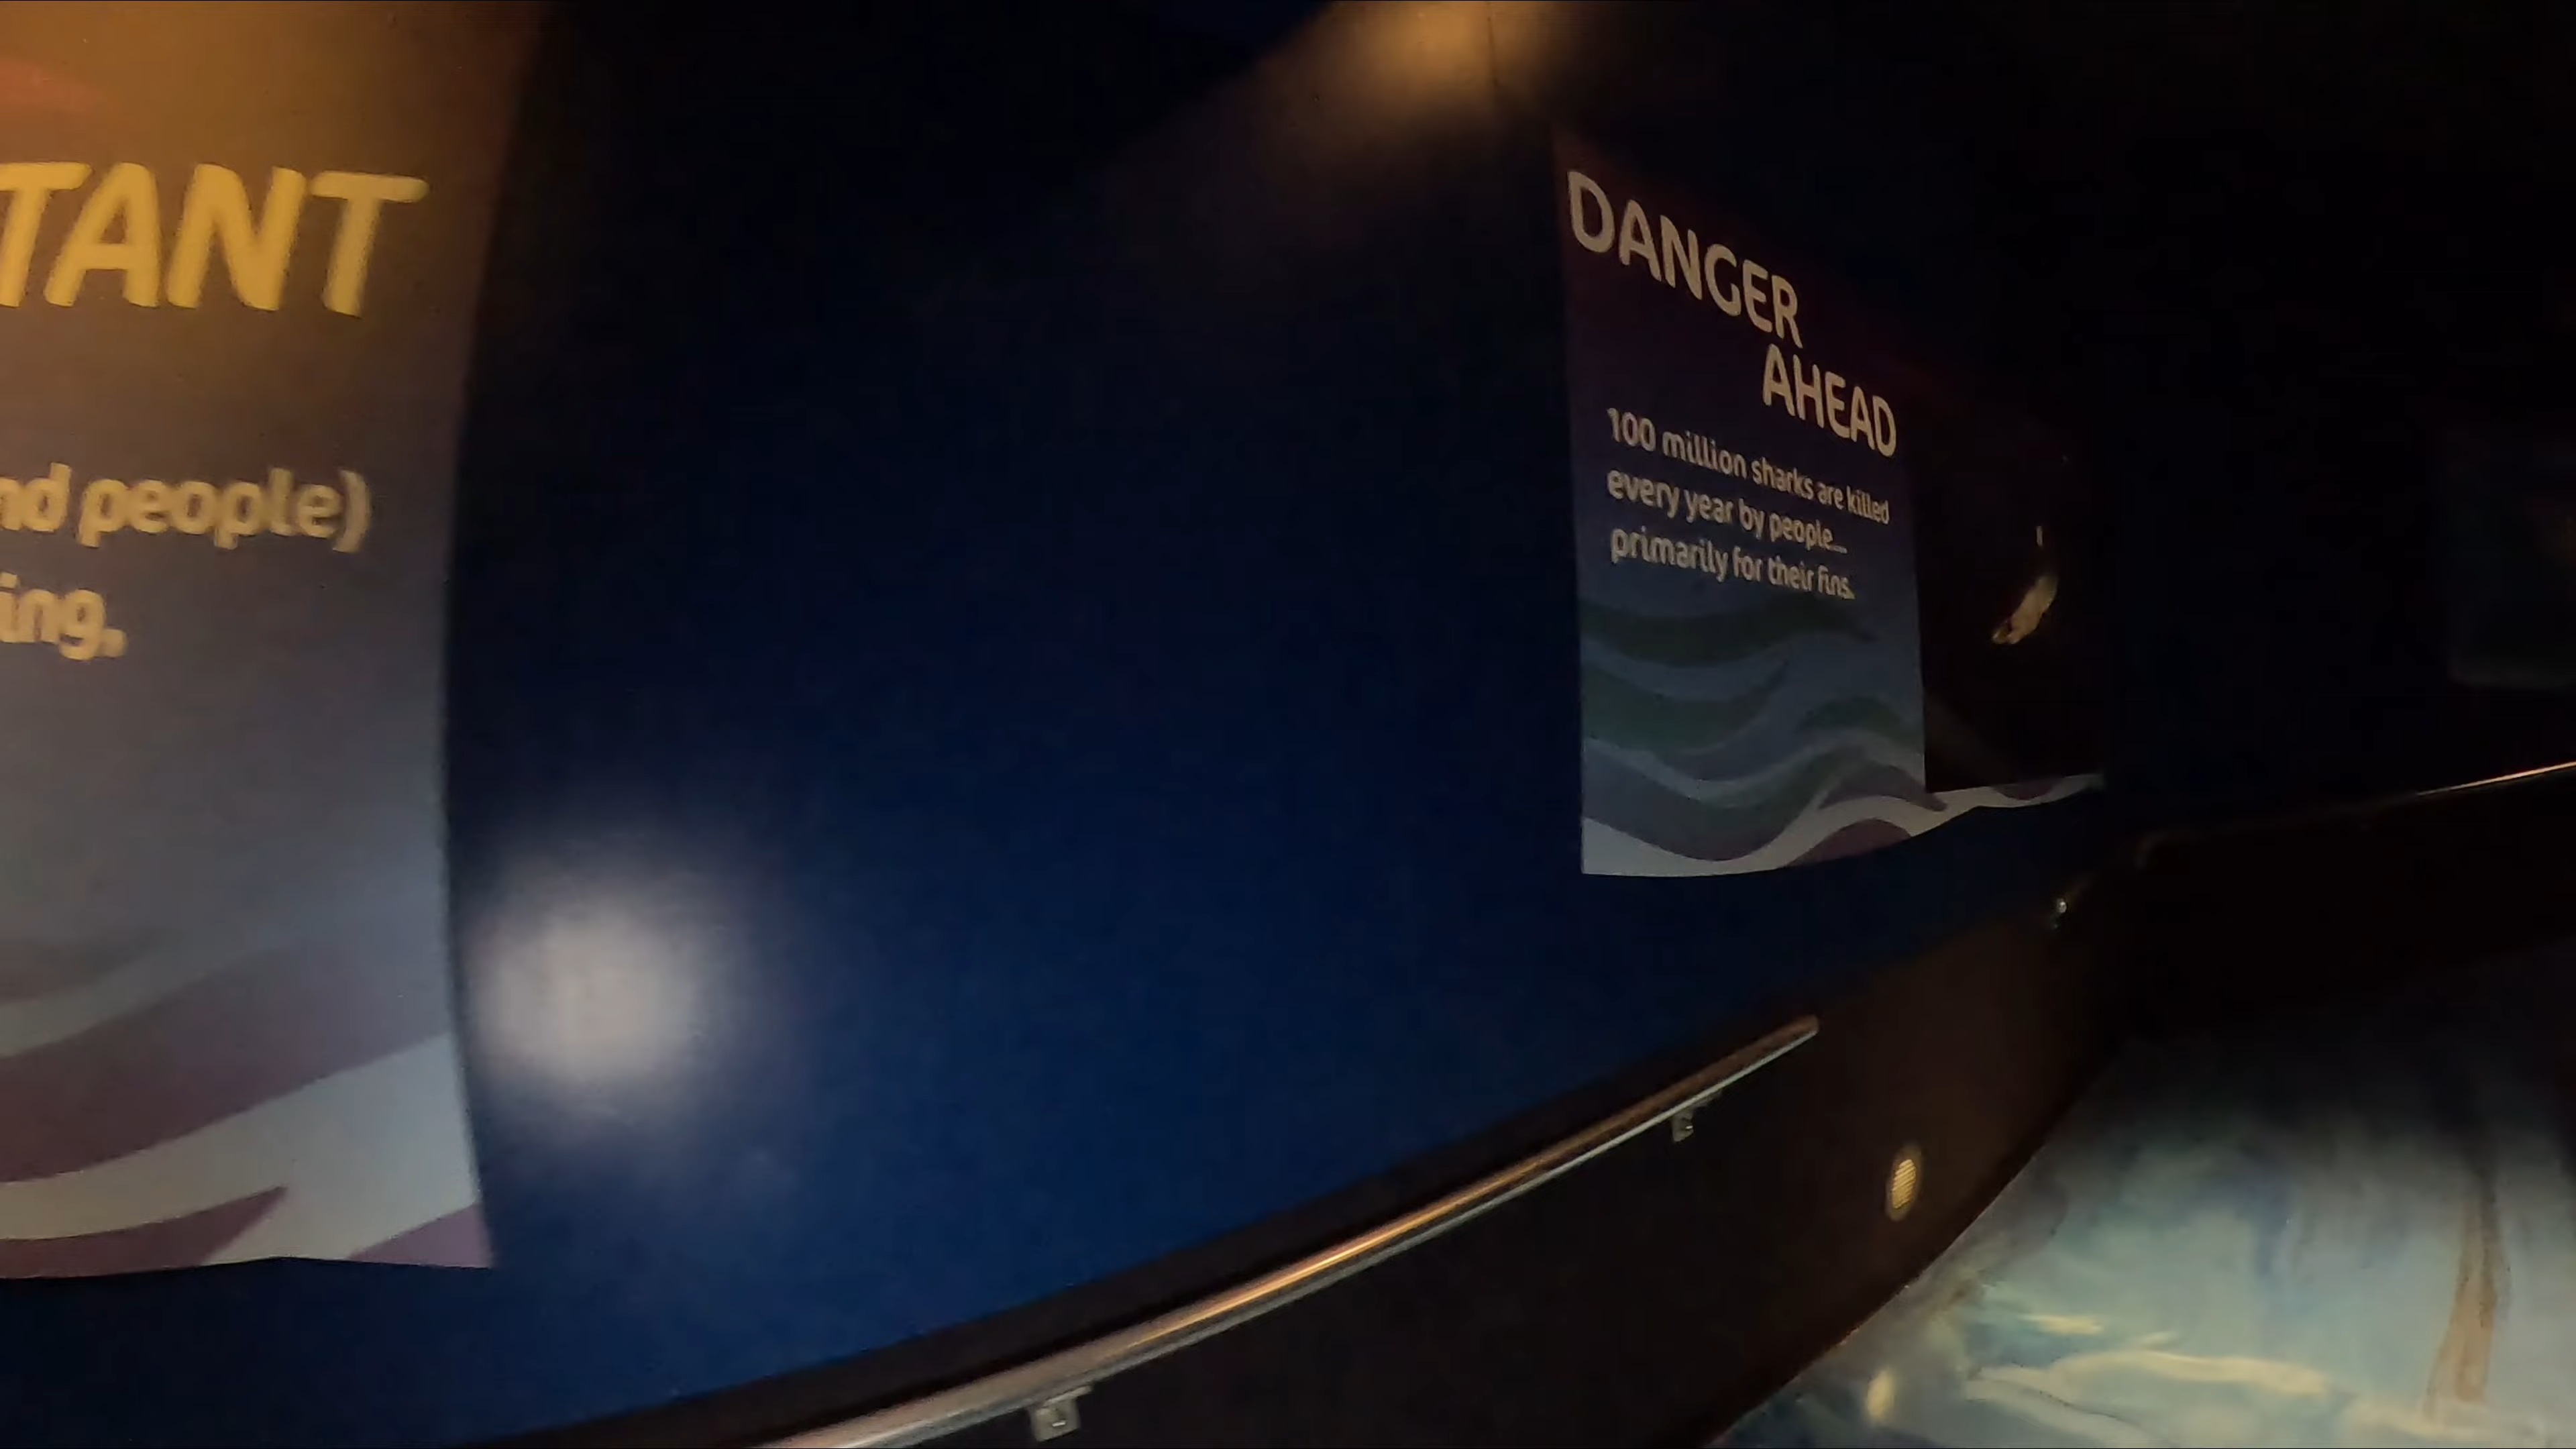 TANT
nd people)
ing.
DANGER
AHEAD
100 million sharks are killed
every year by people...
primarily for their fins.